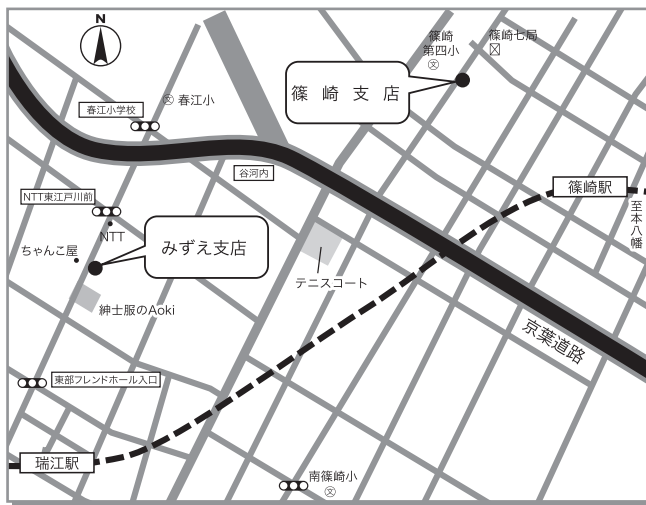 N
篠崎
第四小
篠崎七局
篠崎支店
春江小学校
春江小
谷河内
篠崎駅
至本八幡
NTT東江戸川前
NTT
みずえ支店
ちゃんこ屋
テニスコート
紳士服のAoki
京葉道路
東部フレンドホール入口
瑞江駅
南篠崎小